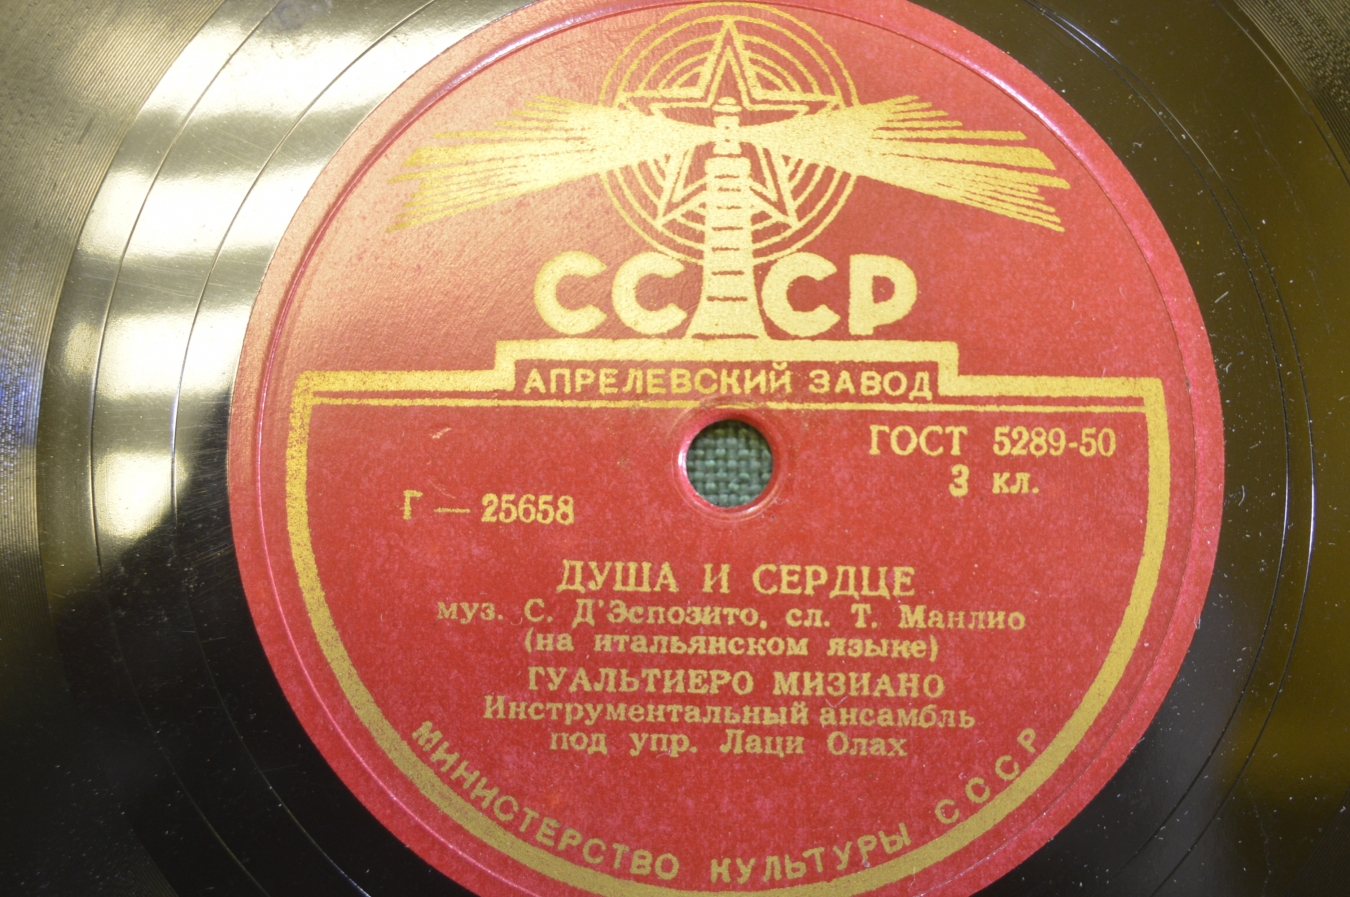 СССР
АПРЕЛЕВСКИЙ ЗАВОД
ГОСТ 5289-50
3 кл.
Г — 25658
ДУША И СЕРДЦЕ
муз. С. Д'Эспозито, сл. Т. Манлио
(на итальянском языке)
ГУАЛЬТИЕРО МИЗИАНО
Инструментальный ансамбль
под упр. Лаци Олах
МИНИСТЕРСТВО КУЛЬТУРЫ СССР